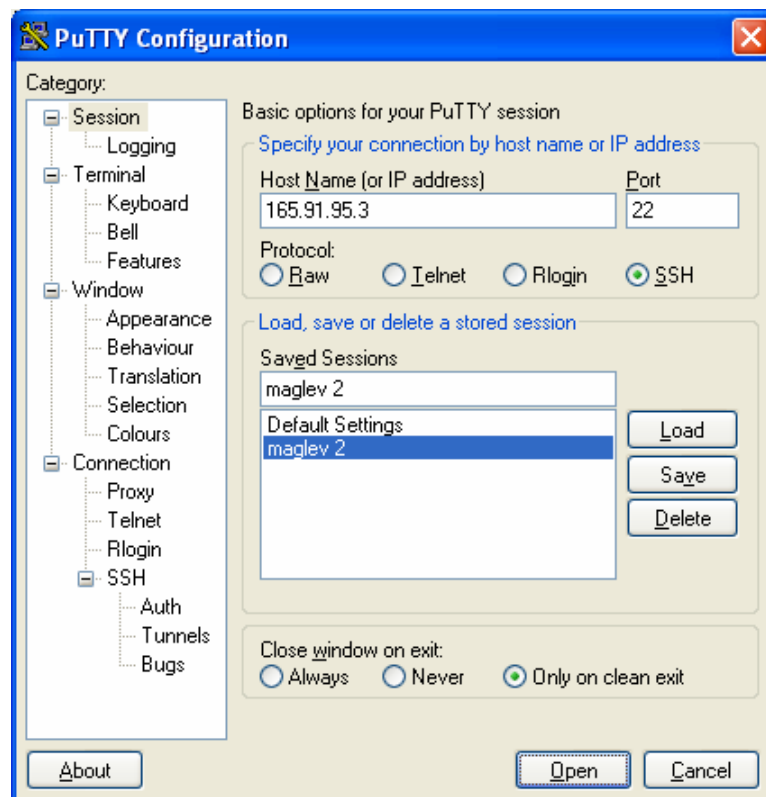 PuTTY Configuration
Category:
Session
Logging
Terminal
Keyboard
Bell
Features
Window
Appearance
Behaviour
Translation
Selection
Colours
Connection
Proxy
Telnet
Rlogin
SSH
Auth
Tunnels
Bugs
Basic options for your PuTTY session
Specify your connection by host name or IP address
Host Name (or IP address) Port
165.91.95.3 22
Protocol:
Raw Telnet Rlogin SSH
Load, save or delete a stored session
Saved Sessions
maglev 2
Default Settings
maglev 2
Load
Save
Delete
Close window on exit:
Always Never Only on clean exit
About Open Cancel